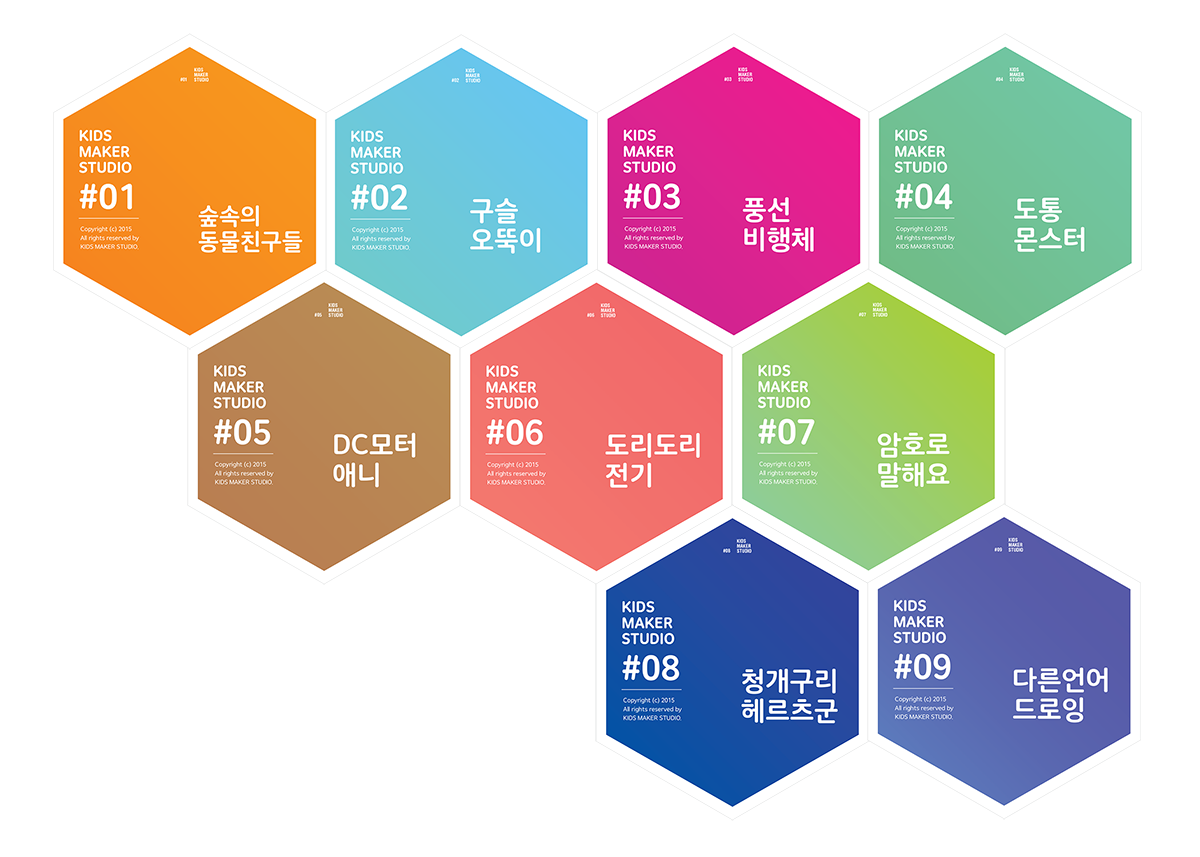 #01 KIDS
MAKER
STUDIO
KIDS
MAKER
STUDIO
#01
Copyright (c) 2015
All rights reserved by
KIDS MAKER STUDIO.
숲속의
동물친구들
#02 KIDS
MAKER
STUDIO
KIDS
MAKER
STUDIO
#02
Copyright (c) 2015
All rights reserved by
KIDS MAKER STUDIO.
구슬
오뚝이
#03 KIDS
MAKER
STUDIO
KIDS
MAKER
STUDIO
#03
Copyright (c) 2015
All rights reserved by
KIDS MAKER STUDIO.
풍선
비행체
#04 KIDS
MAKER
STUDIO
KIDS
MAKER
STUDIO
#04
Copyright (c) 2015
All rights reserved by
KIDS MAKER STUDIO.
도통
몬스터
KIDS
MAKER
#05 STUDIO
KIDS
MAKER
STUDIO
#05
Copyright (c) 2015
All rights reserved by
KIDS MAKER STUDIO.
DC모터
애니
KIDS
MAKER
#06 STUDIO
KIDS
MAKER
STUDIO
#06
Copyright (c) 2015
All rights reserved by
KIDS MAKER STUDIO.
도리도리
전기
KIDS
MAKER
#07 STUDIO
KIDS
MAKER
STUDIO
#07
Copyright (c) 2015
All rights reserved by
KIDS MAKER STUDIO.
암호로
말해요
KIDS
MAKER
#08 STUDIO
KIDS
MAKER
STUDIO
#08
Copyright (c) 2015
All rights reserved by
KIDS MAKER STUDIO.
청개구리
헤르츠군
KIDS
MAKER
#09 STUDIO
KIDS
MAKER
STUDIO
#09
Copyright (c) 2015
All rights reserved by
KIDS MAKER STUDIO.
다른언어
드로잉